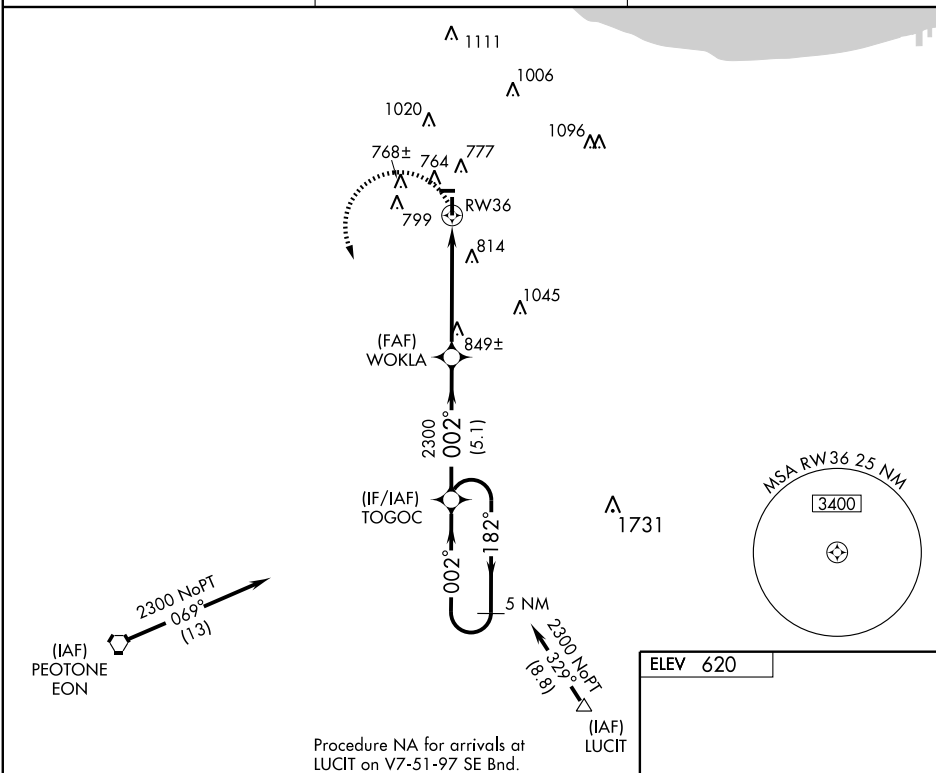 1111
1006
1020
1096
768±
764
777
799
RW36
814
1045
849±
(FAF)
WOKLA
2300
002°
(5.1)
(IF/IAF)
TOGOC
182°
002°
5 NM
1731
MSA RW36 25 NM
3400
2300 NoPT
069°
(13)
(IAF)
PEOTONE
EON
2300 NoPT
329°
(8.8)
(IAF)
LUCIT
ELEV 620
Procedure NA for arrivals at
LUCIT on V7-51-97 SE Bnd.